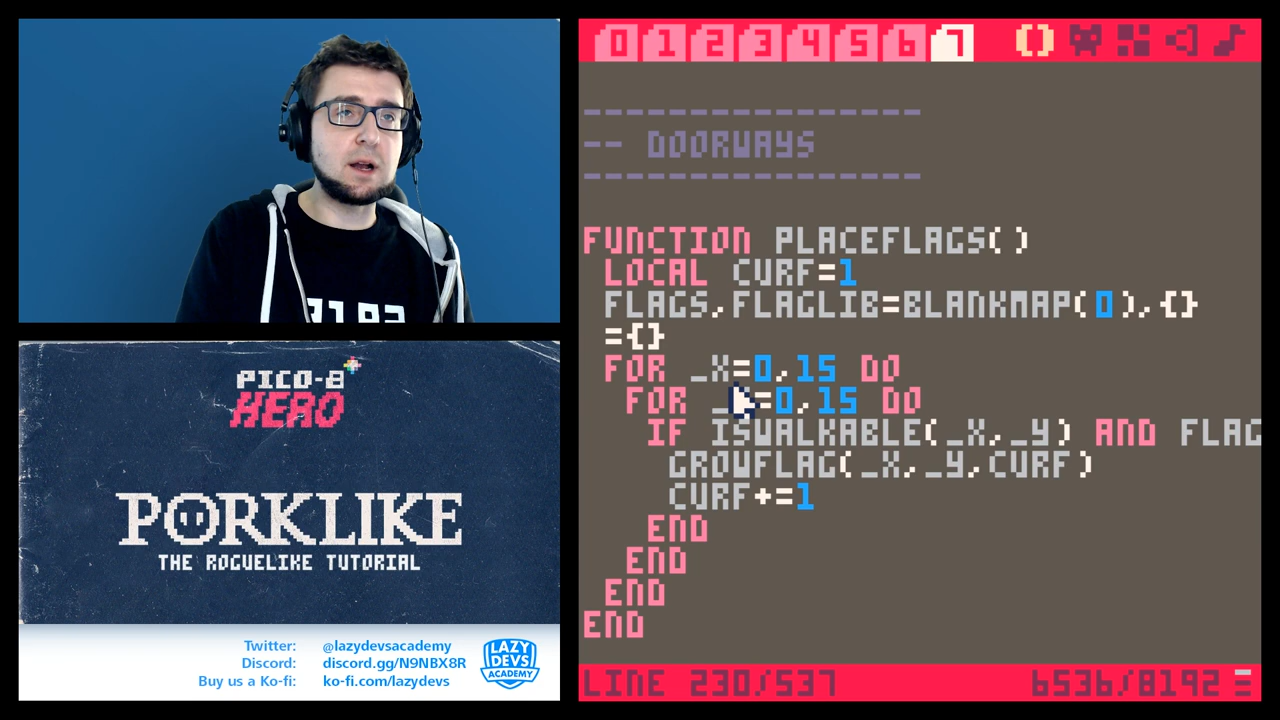 8192
PICO-8
HERO
PORKLIKE
THE ROGUELIKE TUTORIAL
Twitter: @lazydevsacademy
Discord: discord.gg/N9NBX8R
Buy us a Ko-fi: ko-fi.com/lazydevs
LAZY
DEVS
ACADEMY
0 1 2 3 4 5 6 7 ()
----------------
-- DOORWAYS
----------------
FUNCTION PLACEFLAGS()
LOCAL CURF=1
FLAGS,FLAGLIB=BLANKMAP(0),{}
={}
FOR _X=0,15 DO
FOR _ =0,15 DO
IF ISWALKABLE(_X,_Y) AND FLAG
GROWFLAG(_X,_Y,CURF)
CURF+=1
END
END
END
END
LINE 230/537 6536/8192